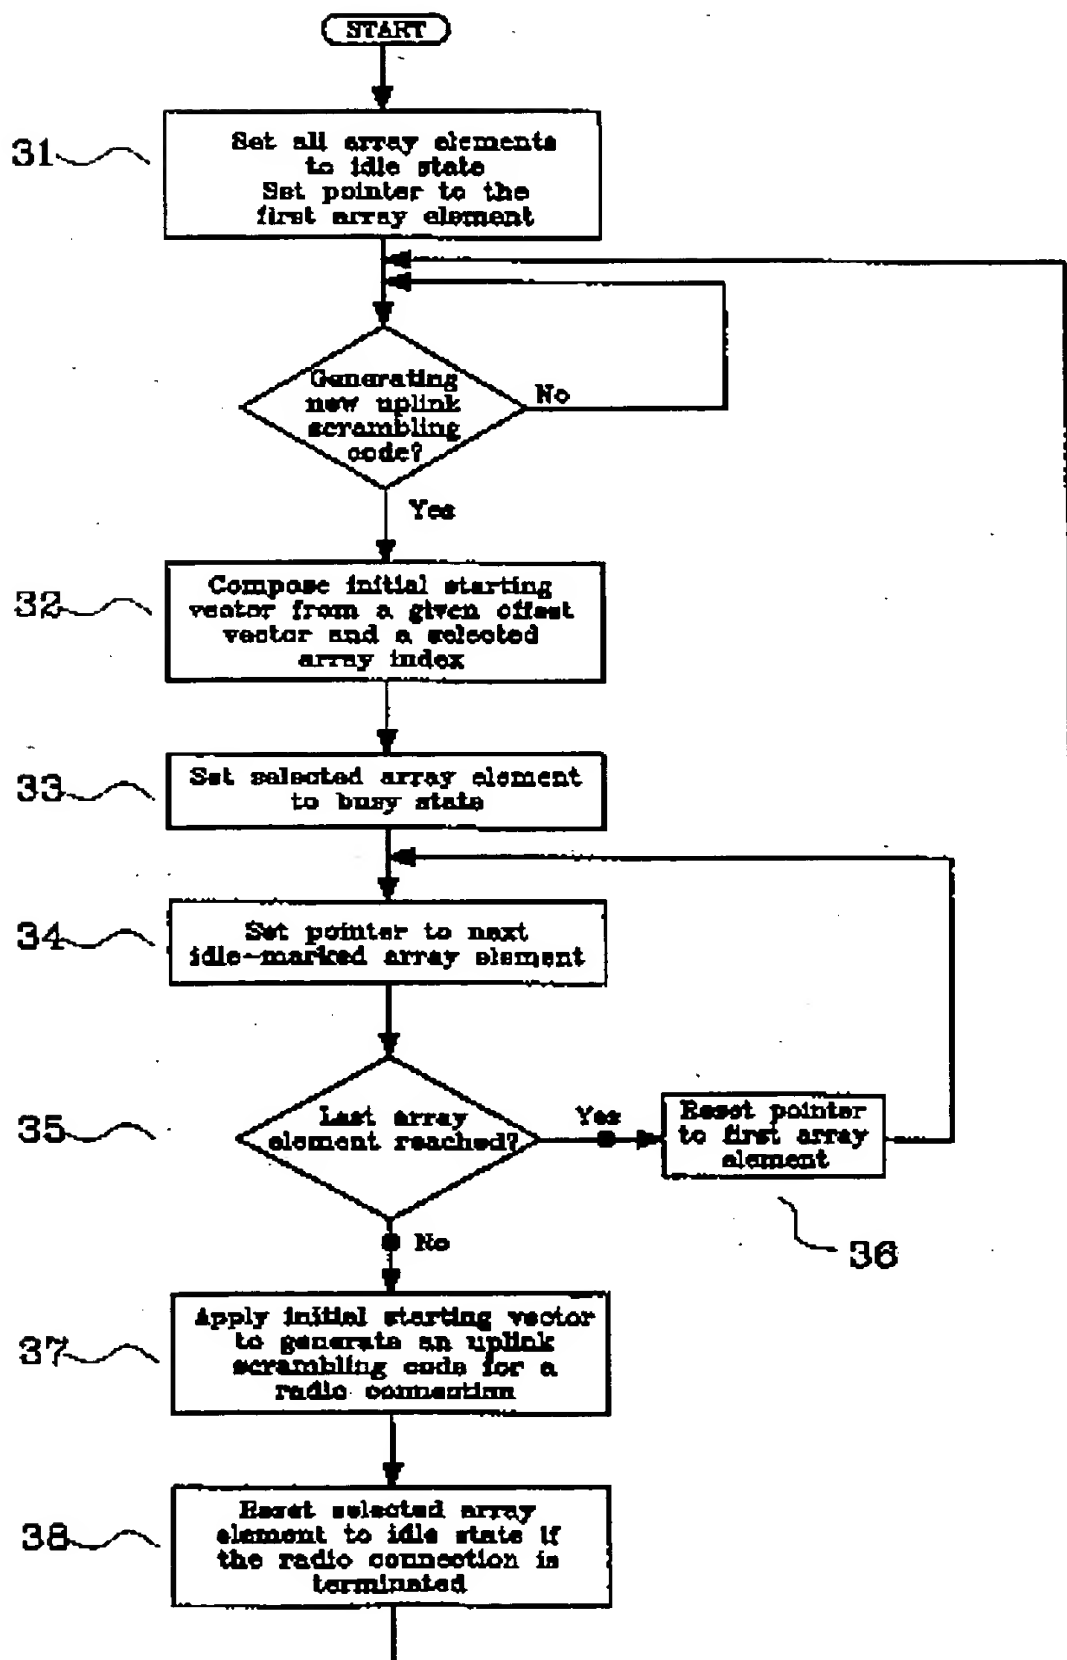 START
31
Set all array elements
to idle state
Set pointer to the
first array element
Generating
new uplink
scrambling
code?
No
Yes
32
Compose initial starting
vector from a given offset
vector and a selected
array index
33
Set selected array element
to busy state
34
Set pointer to next
idle-marked array element
35
Last array
element reached?
Yes
Reset pointer
to first array
element
36
No
37
Apply initial starting vector
to generate an uplink
scrambling code for a
radio connection
38
Reset selected array
element to idle state if
the radio connection is
terminated